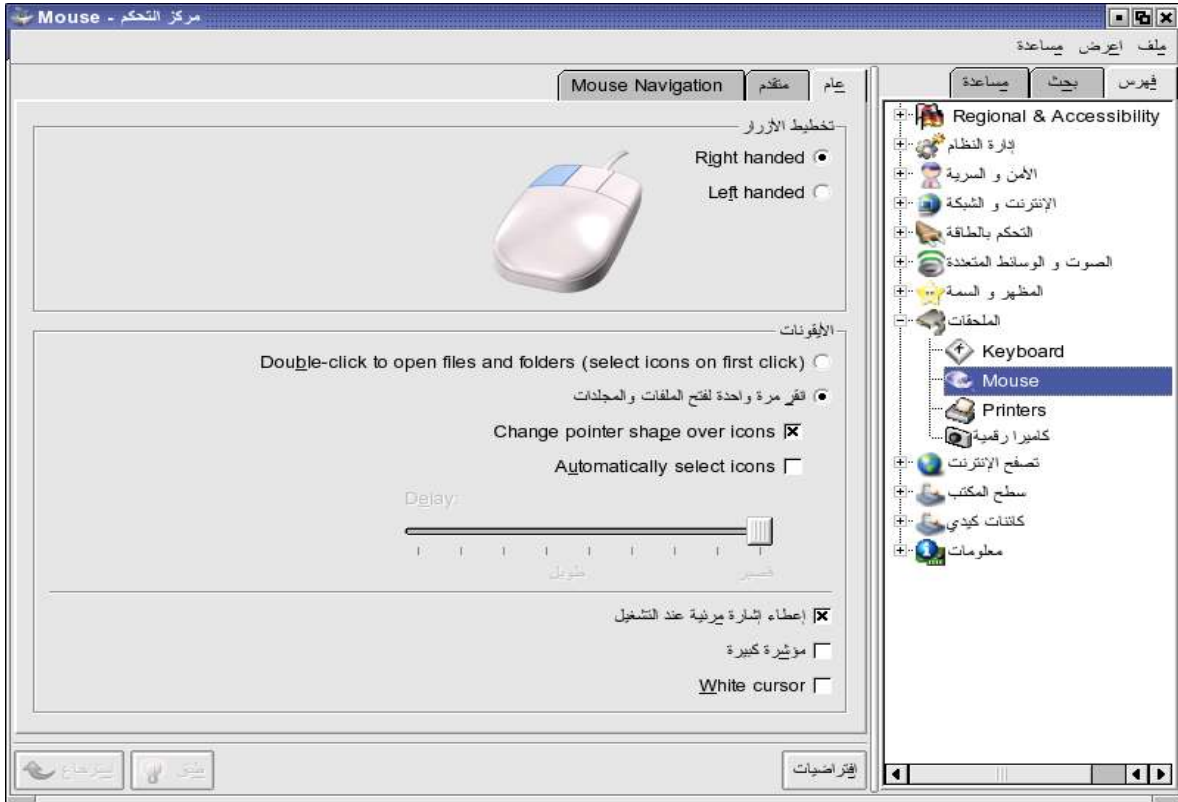 مركز التحكم - Mouse
ملف اعرض مساعدة
فهرس بحث مساعدة
Regional & Accessibility
إدارة النظام
الأمن و السرية
الإنترنت و الشبكة
التحكم بالطاقة
الصوت و الوسائط المتعددة
المظهر و السمة
الملحقات
Keyboard
Mouse
Printers
كاميرا رقمية
تصفح الإنترنت
سطح المكتب
كائنات كيدي
معلومات
عام متقدم Mouse Navigation
تخطيط الأزرار
Right handed
Left handed
الأيقونات
Double-click to open files and folders (select icons on first click)
انقر مرة واحدة لفتح الملفات والمجلدات
Change pointer shape over icons
Automatically select icons
Delay:
قصير طويل
إعطاء إشارة مرئية عند التشغيل
مؤشرة كبيرة
White cursor
افتراضيات طبق إسترجاع